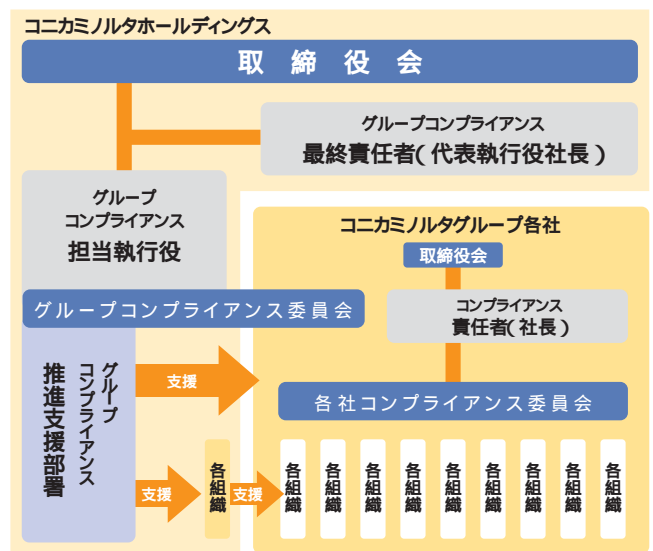 コニカミノルタホールディングス
取締役会
グループコンプライアンス
最終責任者(代表執行役社長)
グループ
コンプライアンス
担当執行役
コニカミノルタグループ各社
取締役会
コンプライアンス
責任者(社長)
グループコンプライアンス委員会
グループ
コンプライアンス
推進支援部署
支援
各社コンプライアンス委員会
支援
各組織
支援
各組織
各組織
各組織
各組織
各組織
各組織
各組織
各組織
各組織